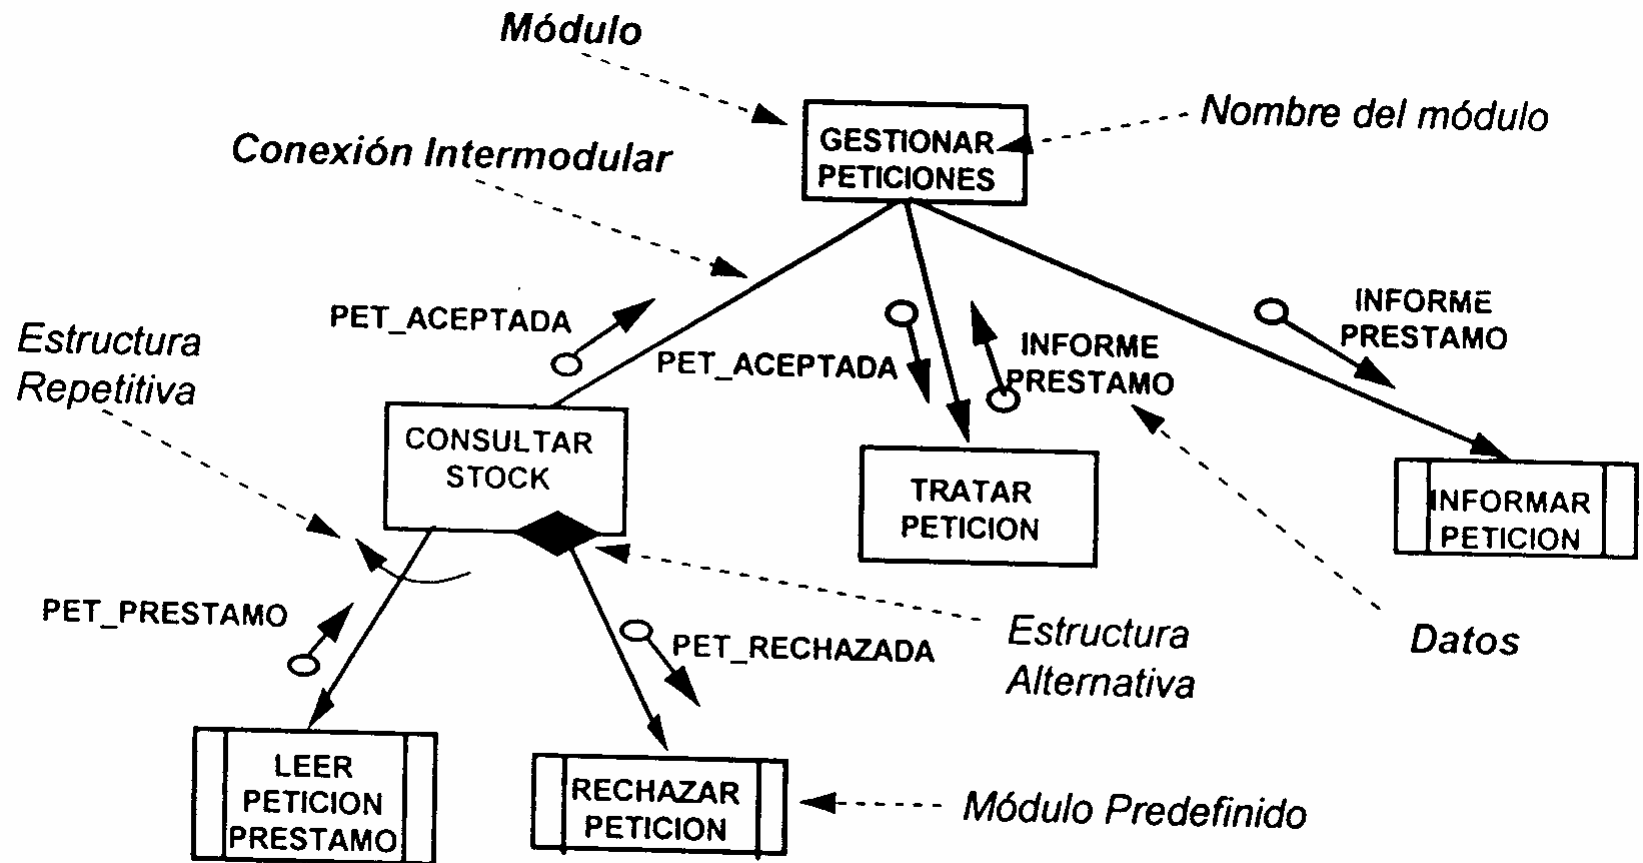 Módulo
GESTIONAR
PETICIONES
Nombre del módulo
Conexión Intermodular
PET_ACEPTADA
PET_ACEPTADA
INFORME
PRESTAMO
INFORME
PRESTAMO
Estructura
Repetitiva
CONSULTAR
STOCK
TRATAR
PETICION
INFORMAR
PETICION
PET_PRESTAMO
PET_RECHAZADA
Estructura
Alternativa
Datos
LEER
PETICION
PRESTAMO
RECHAZAR
PETICION
Módulo Predefinido